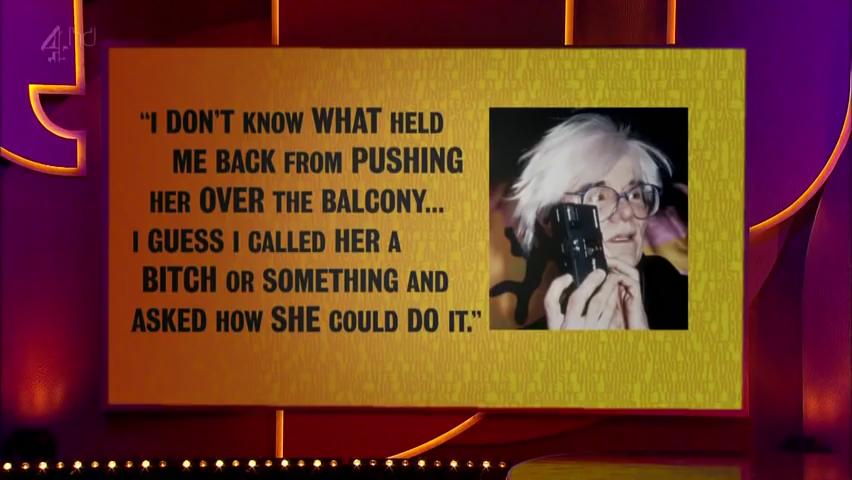 4hd
“I DON'T KNOW WHAT HELD
ME BACK FROM PUSHING
HER OVER THE BALCONY...
I GUESS I CALLED HER A
BITCH OR SOMETHING AND
ASKED HOW SHE COULD DO IT.”